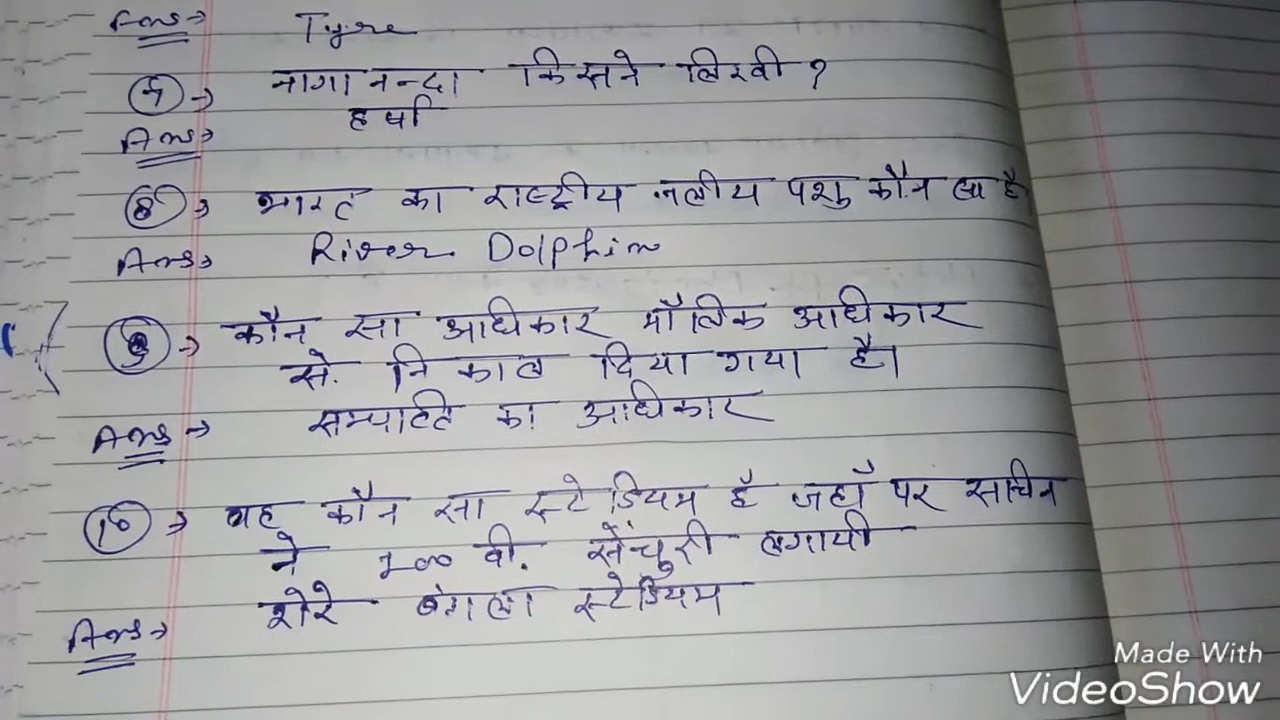 Ans→ Tyre
७→ नागानन्दा किसने लिखी ?
Ans→ हर्षा
8→ भारत का राष्ट्रीय जलीय पशु कौन सा है
Ans→ River Dolphin
9→ कौन सा अधिकार मौलिक अधिकार
से निकाल दिया गया है।
Ans→ सम्पत्ति का अधिकार
10→ वह कौन सा स्टेडियम है जहाँ पर सचिन
ने 100 वी. सेंचुरी लगायी
Ans→ शेरे बंगला स्टेडियम
Made With
VideoShow